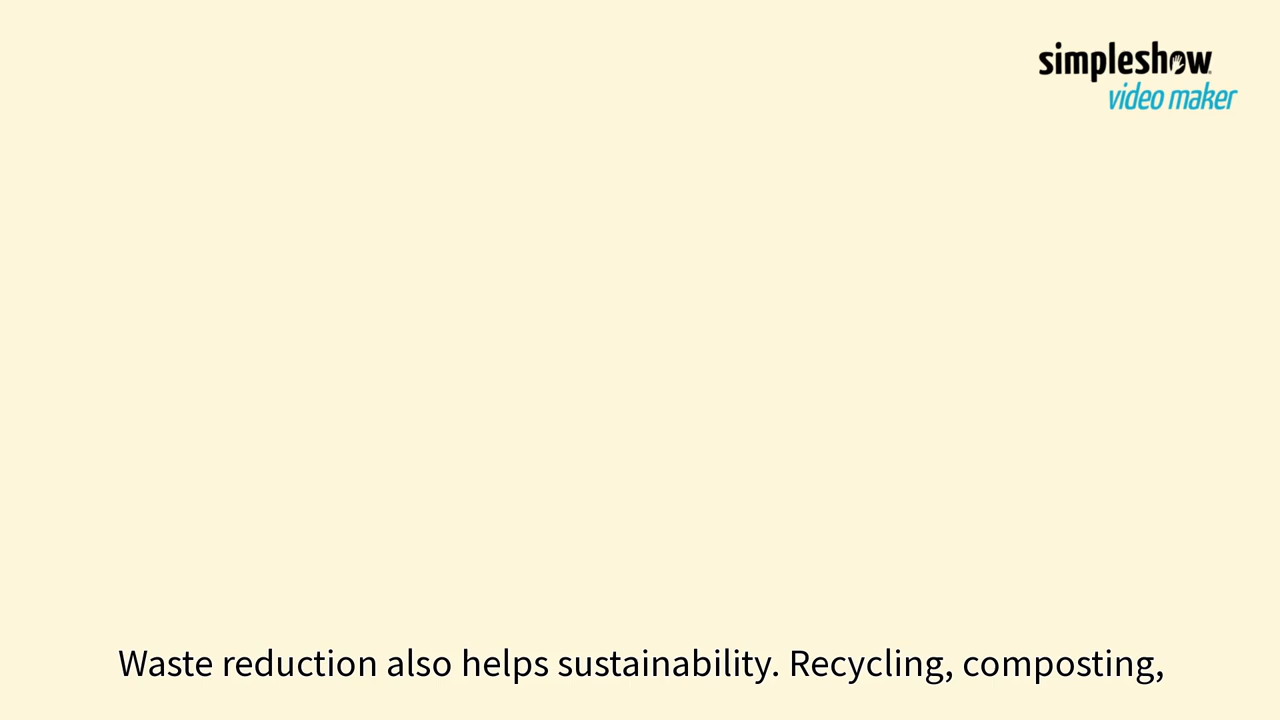 simpleshow
video maker
Waste reduction also helps sustainability. Recycling, composting,